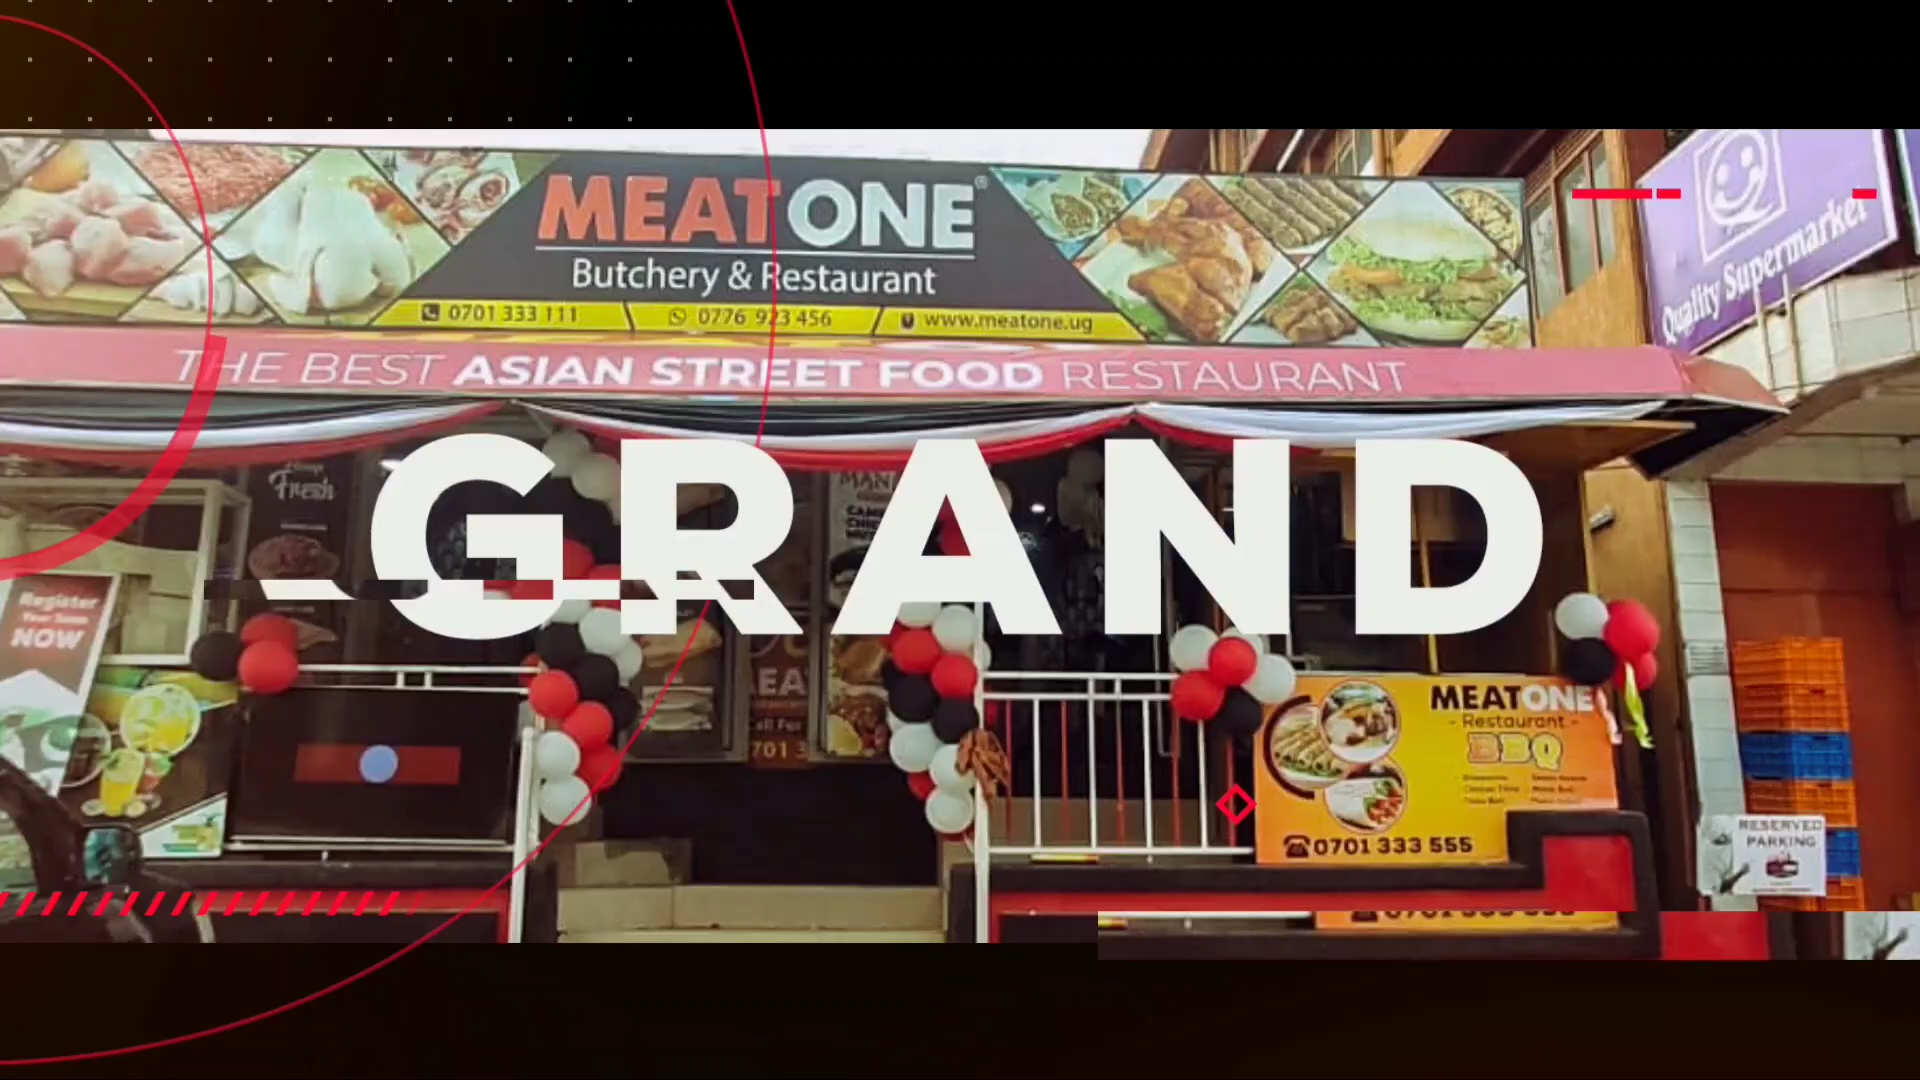 MEATONE®
Butchery & Restaurant
0701 333 111 0776 923 456 www.meatone.ug
Quality Supermarket
THE BEST ASIAN STREET FOOD RESTAURANT
GRAND
Fresh
Register
Your Table
NOW
MEATONE
- Restaurant -
BBQ
0701 333 555
RESERVED
PARKING